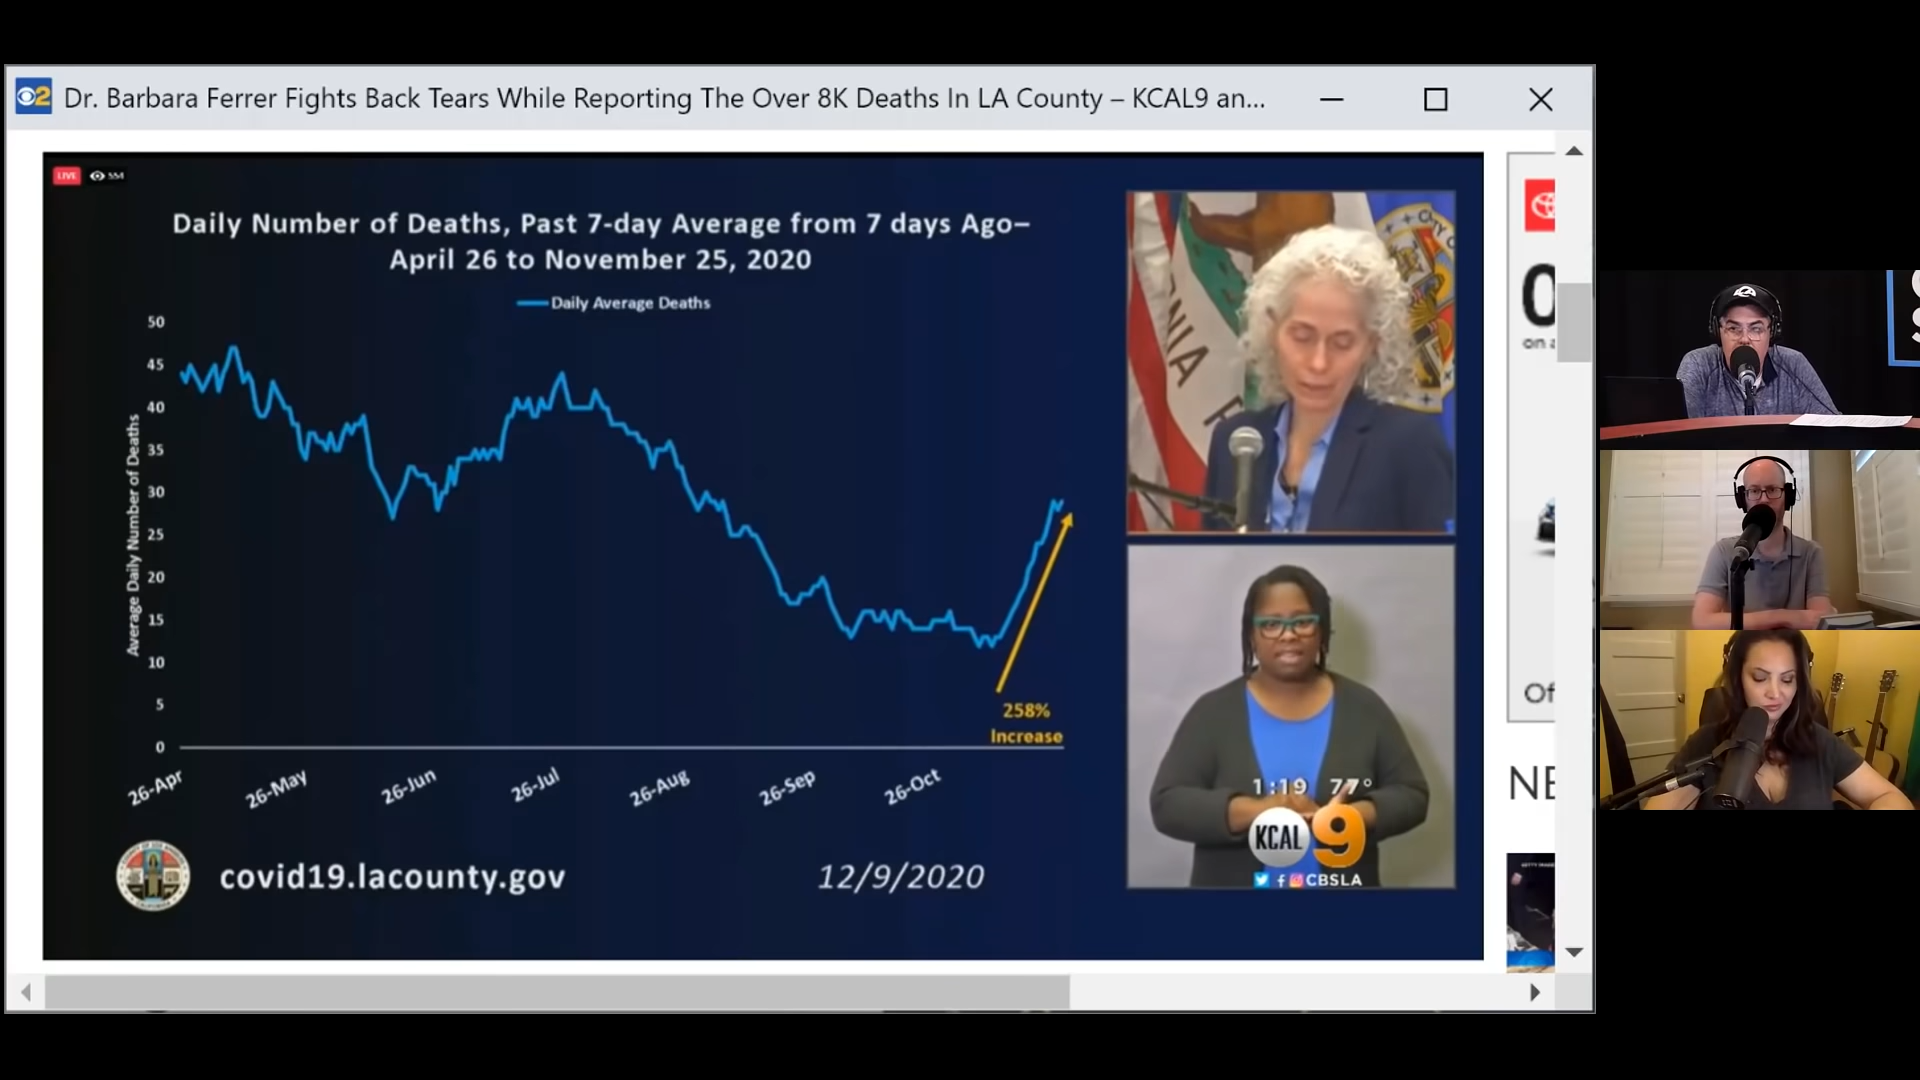 Dr. Barbara Ferrer Fights Back Tears While Reporting The Over 8K Deaths In LA County – KCAL9 an...
LIVE
554
Daily Number of Deaths, Past 7-day Average from 7 days Ago–
April 26 to November 25, 2020
Daily Average Deaths
Average Daily Number of Deaths
50
45
40
35
30
25
20
15
10
5
0
26-Apr
26-May
26-Jun
26-Jul
26-Aug
26-Sep
26-Oct
258%
Increase
covid19.lacounty.gov
12/9/2020
1:19 77°
KCAL 9
CBSLA
0
on a
Of
NE